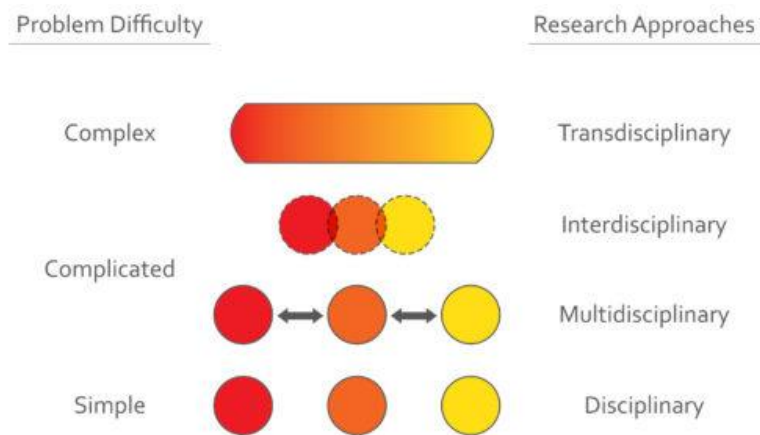 Problem Difficulty
Research Approaches
Complex
Transdisciplinary
Interdisciplinary
Complicated
Multidisciplinary
Simple
Disciplinary